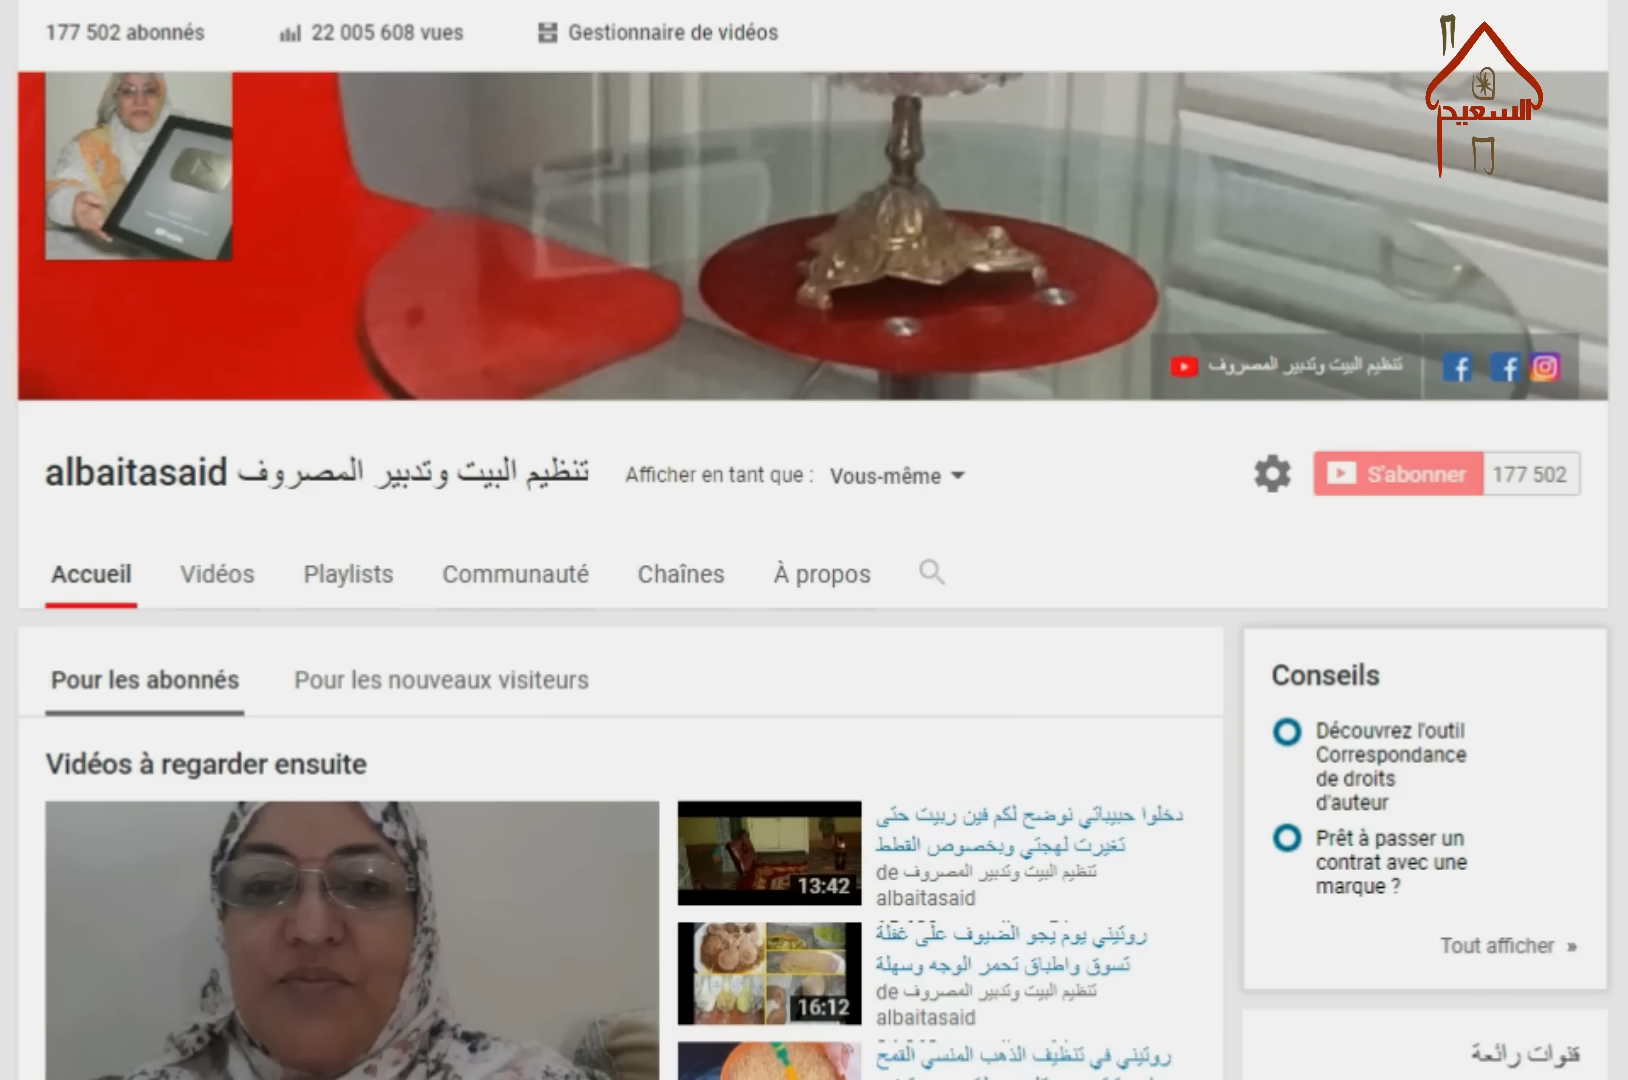 177 502 abonnés
22 005 608 vues
Gestionnaire de vidéos
السعيد
تنظيم البيت وتدبير المصروف
albaitasaid تنظيم البيت وتدبير المصروف
Afficher en tant que :
Vous-même
S'abonner
177 502
Accueil
Vidéos
Playlists
Communauté
Chaînes
À propos
Pour les abonnés
Pour les nouveaux visiteurs
Vidéos à regarder ensuite
13:42
دخلوا حبيباتي نوضح لكم فين ربيت حتى
تغيرت لهجتي وبخصوص القطط
de تنظيم البيت وتدبير المصروف
albaitasaid
16:12
روتيني يوم يجو الضيوف على غفلة
تسوق واطباق تحمر الوجه وسهلة
de تنظيم البيت وتدبير المصروف
albaitasaid
روتيني في تنظيف الذهب المنسي القمح
Conseils
Découvrez l'outil
Correspondance
de droits
d'auteur
Prêt à passer un
contrat avec une
marque ?
Tout afficher »
قنوات رائعة